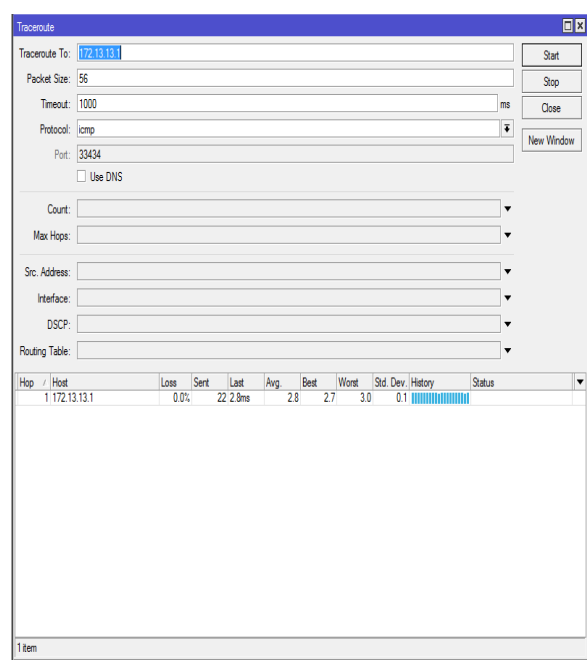 Traceroute
Traceroute To: 172.13.13.1 Start
Packet Size: 56 Stop
Timeout: 1000 ms Close
Protocol: icmp New Window
Port: 33434
Use DNS
Count:
Max Hops:
Src. Address:
Interface:
DSCP:
Routing Table:
Hop / Host Loss Sent Last Avg. Best Worst Std. Dev. History Status
1 172.13.13.1 0.0% 22 2.8ms 2.8 2.7 3.0 0.1
1 item